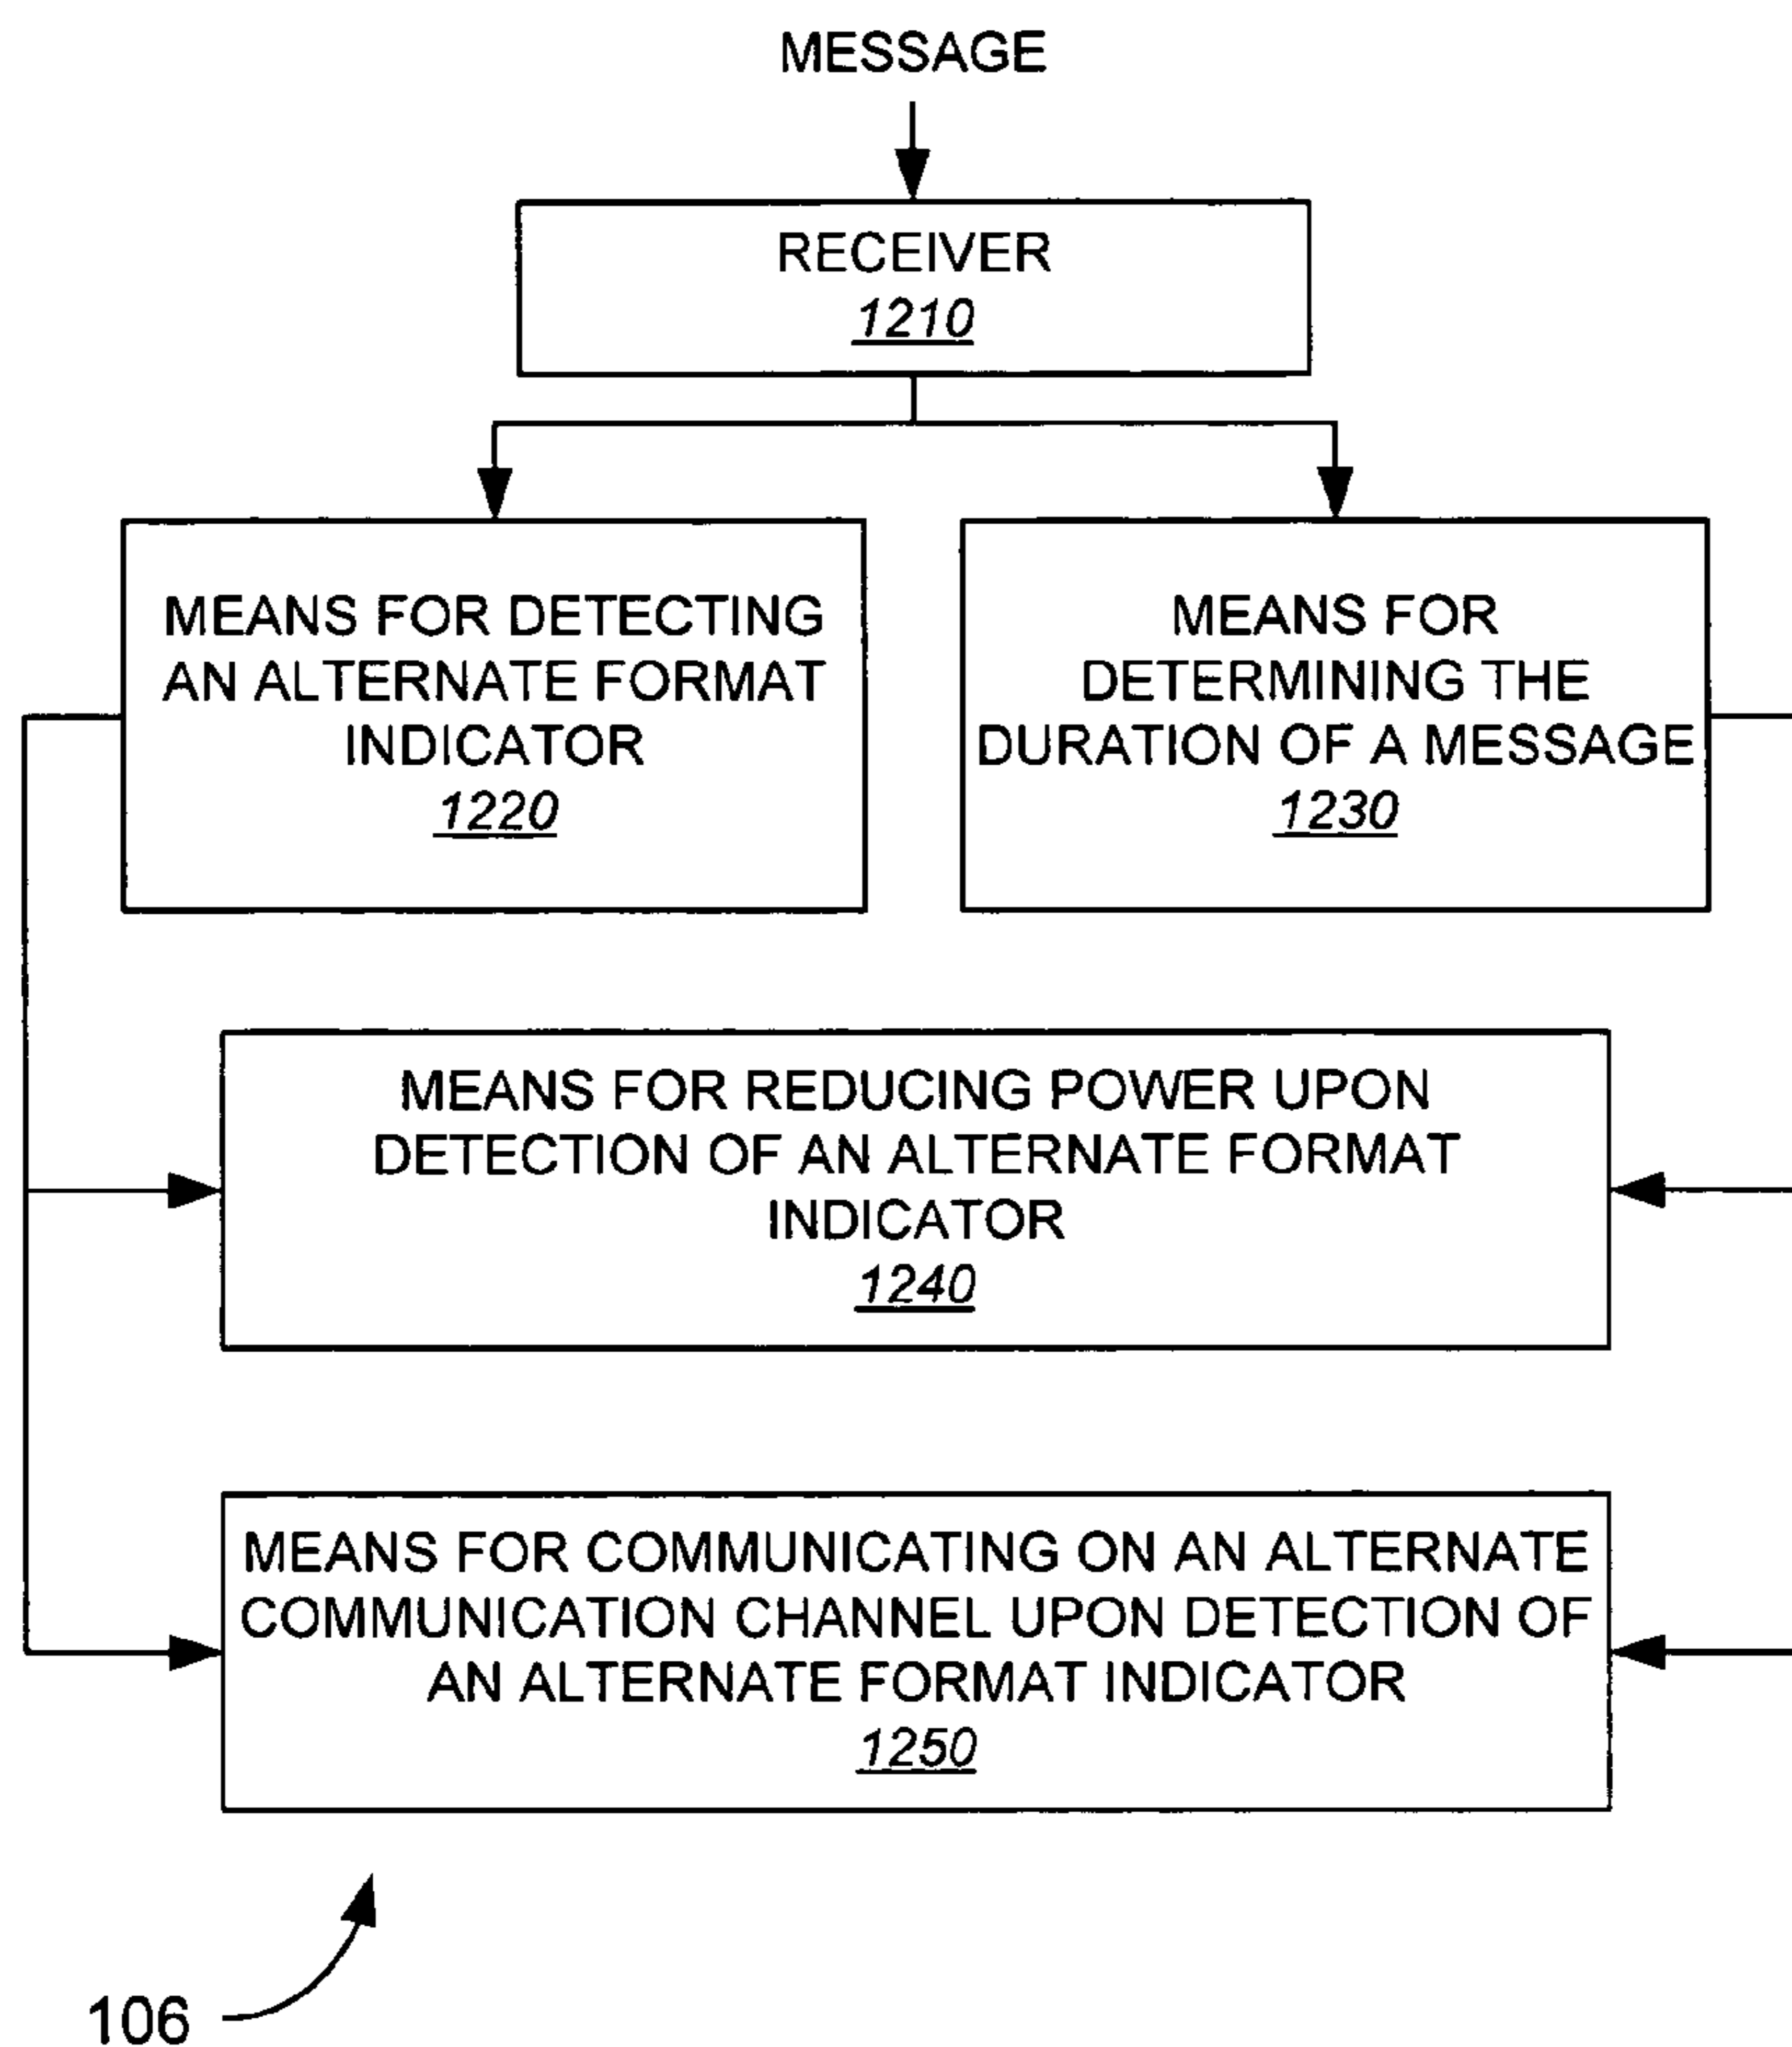 MESSAGE
RECEIVER
1210
MEANS FOR DETECTING
AN ALTERNATE FORMAT
INDICATOR
1220
MEANS FOR
DETERMINING THE
DURATION OF A MESSAGE
1230
MEANS FOR REDUCING POWER UPON
DETECTION OF AN ALTERNATE FORMAT
INDICATOR
1240
MEANS FOR COMMUNICATING ON AN ALTERNATE
COMMUNICATION CHANNEL UPON DETECTION OF
AN ALTERNATE FORMAT INDICATOR
1250
106